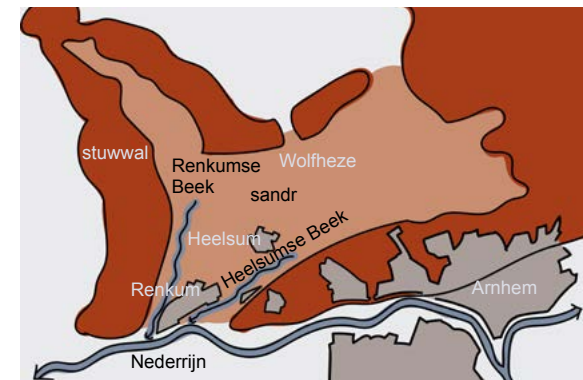 stuwwal
Renkumse
Beek
Wolfheze
sandr
Heelsum
Heelsumse Beek
Renkum
Arnhem
Nederrijn